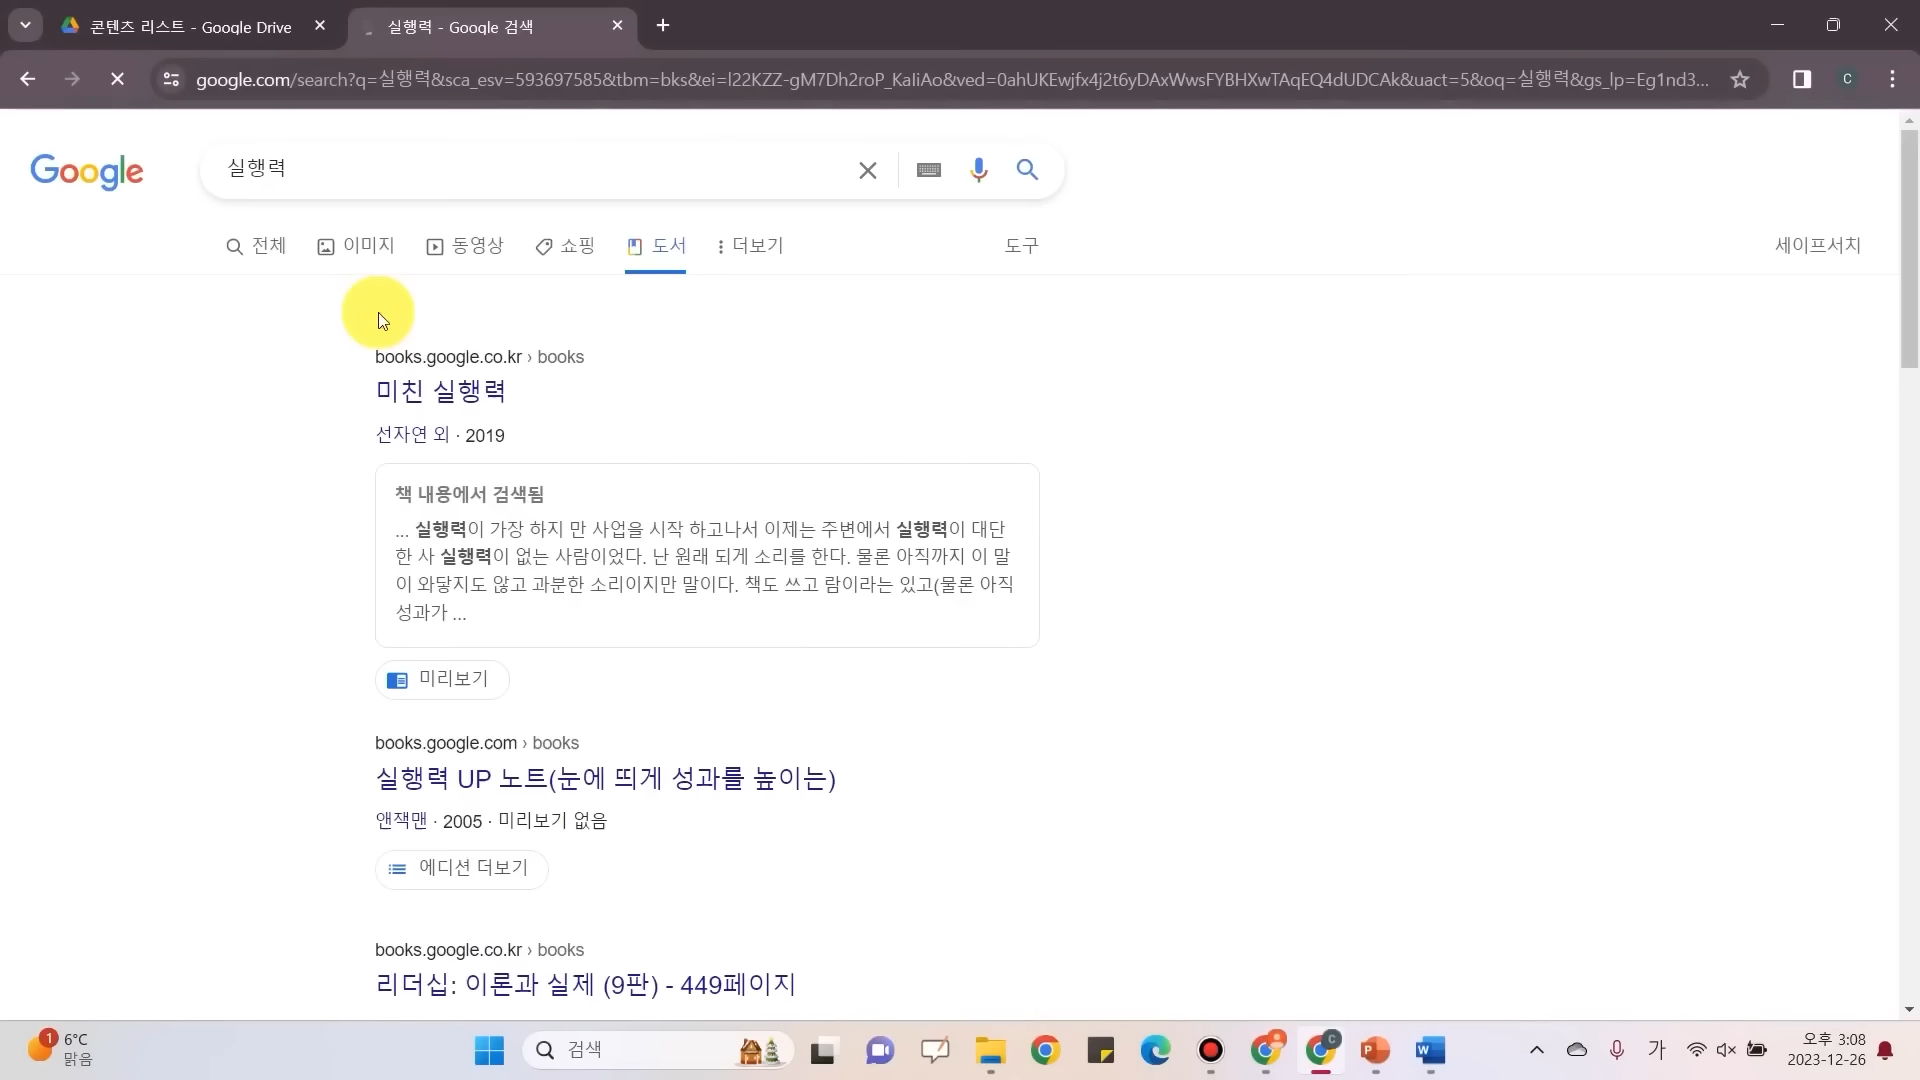 콘텐츠 리스트 - Google Drive
실행력 - Google 검색
google.com/search?q=실행력&sca_esv=593697585&tbm=bks&ei=l22KZZ-gM7Dh2roP_KaliAo&ved=0ahUKEwjfx4j2t6yDAxWwsFYBHXwTAqEQ4dUDCAk&uact=5&oq=실행력&gs_lp=Eg1nd3...
C
Google
실행력
전체
이미지
동영상
쇼핑
도서
더보기
도구
세이프서치
books.google.co.kr › books
미친 실행력
선자연 외 · 2019
책 내용에서 검색됨
... 실행력이 가장 하지 만 사업을 시작 하고나서 이제는 주변에서 실행력이 대단
한 사 실행력이 없는 사람이었다. 난 원래 되게 소리를 한다. 물론 아직까지 이 말
이 와닿지도 않고 과분한 소리이지만 말이다. 책도 쓰고 람이라는 있고(물론 아직
성과가 ...
미리보기
books.google.com › books
실행력 UP 노트(눈에 띄게 성과를 높이는)
앤잭맨 · 2005 · 미리보기 없음
에디션 더보기
books.google.co.kr › books
리더십: 이론과 실제 (9판) - 449페이지
1
6°C
맑음
검색
C
P
W
가
오후 3:08
2023-12-26